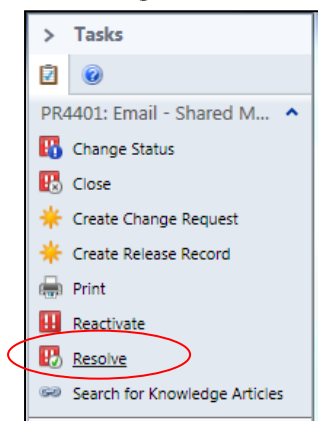 > Tasks
PR4401: Email - Shared M...
Change Status
Close
Create Change Request
Create Release Record
Print
Reactivate
Resolve
Search for Knowledge Articles